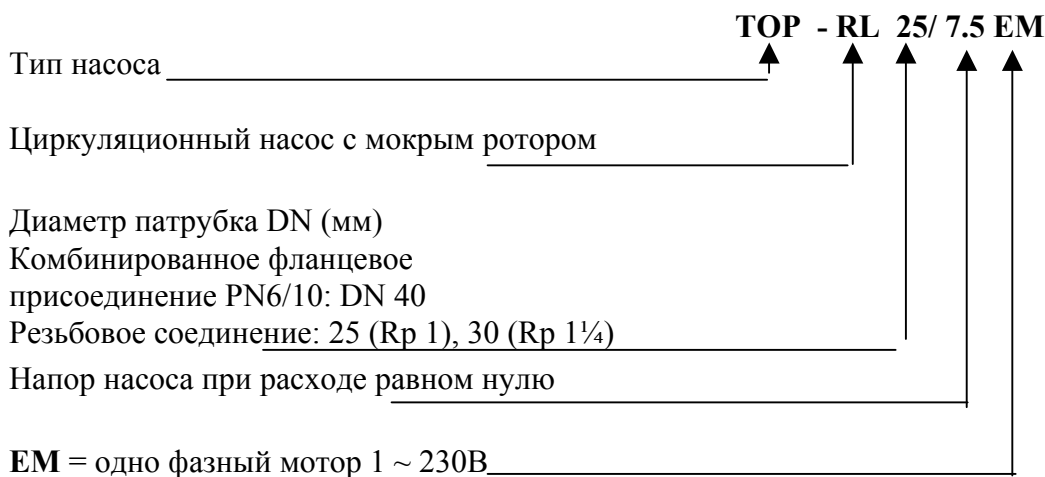 TOP - RL 25/ 7.5 EM
Тип насоса
Циркуляционный насос с мокрым ротором
Диаметр патрубка DN (мм)
Комбинированное фланцевое
присоединение PN6/10: DN 40
Резьбовое соединение: 25 (Rp 1), 30 (Rp 1¼)
Напор насоса при расходе равном нулю
EM = одно фазный мотор 1 ~ 230В